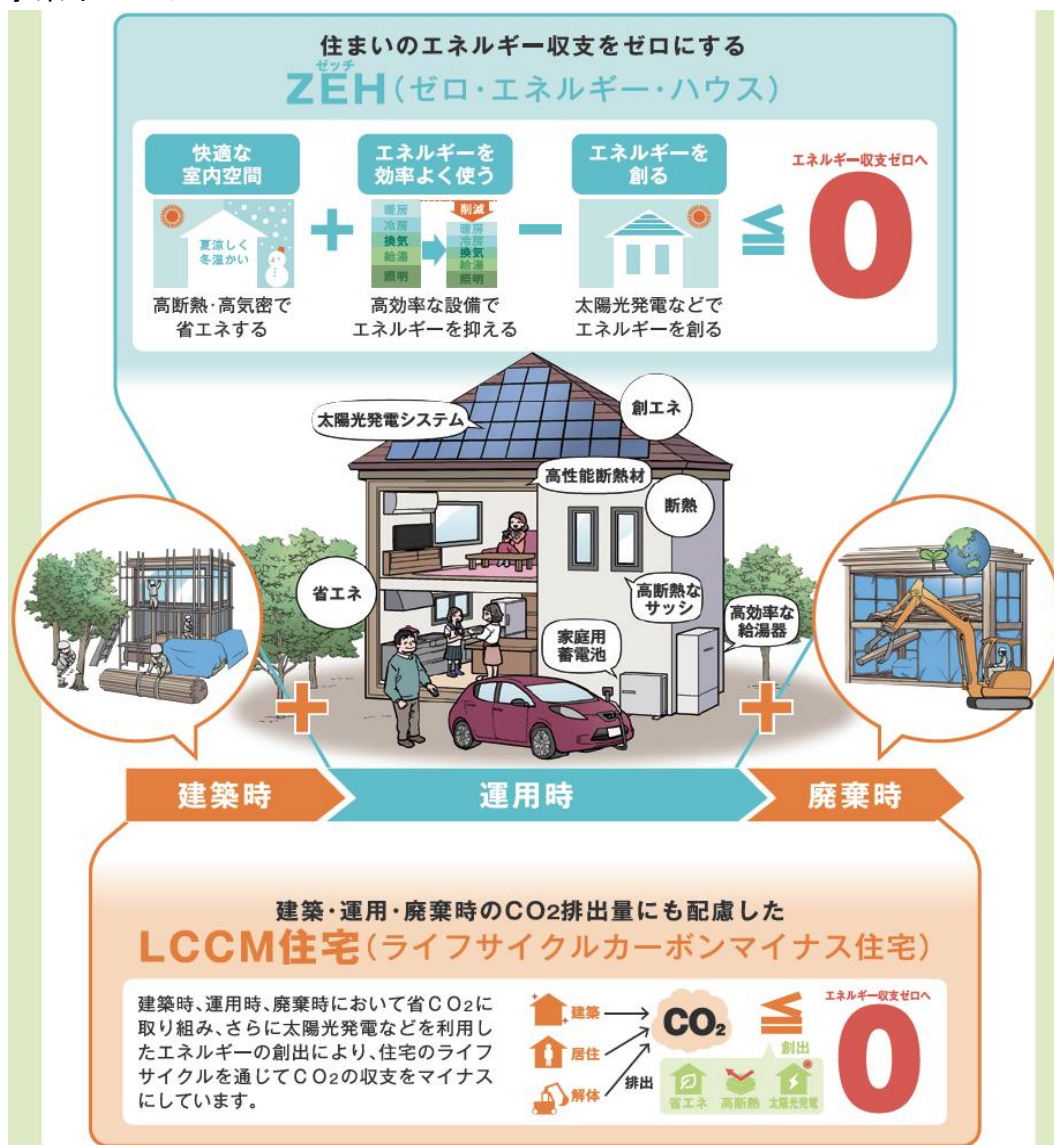 住まいのエネルギー収支をゼロにする
ゼッチ
ZEH(ゼロ・エネルギー・ハウス)
快適な
室内空間
夏涼しく
冬温かい
高断熱・高気密で
省エネする
+
エネルギーを
効率よく使う
暖房
冷房
換気
給湯
照明
削減
暖房
冷房
換気
給湯
照明
高効率な設備で
エネルギーを抑える
−
エネルギーを
創る
太陽光発電などで
エネルギーを創る
≦
エネルギー収支ゼロへ
0
太陽光発電システム
創エネ
高性能断熱材
断熱
省エネ
高断熱な
サッシ
高効率な
給湯器
家庭用
蓄電池
+
+
建築時
運用時
廃棄時
建築・運用・廃棄時のCO2排出量にも配慮した
LCCM住宅(ライフサイクルカーボンマイナス住宅)
建築時、運用時、廃棄時において省CO2に
取り組み、さらに太陽光発電などを利用し
たエネルギーの創出により、住宅のライフ
サイクルを通じてCO2の収支をマイナス
にしています。
建築
居住
解体
排出
CO2
≦
創出
省エネ
高断熱
太陽光発電
エネルギー収支ゼロへ
0